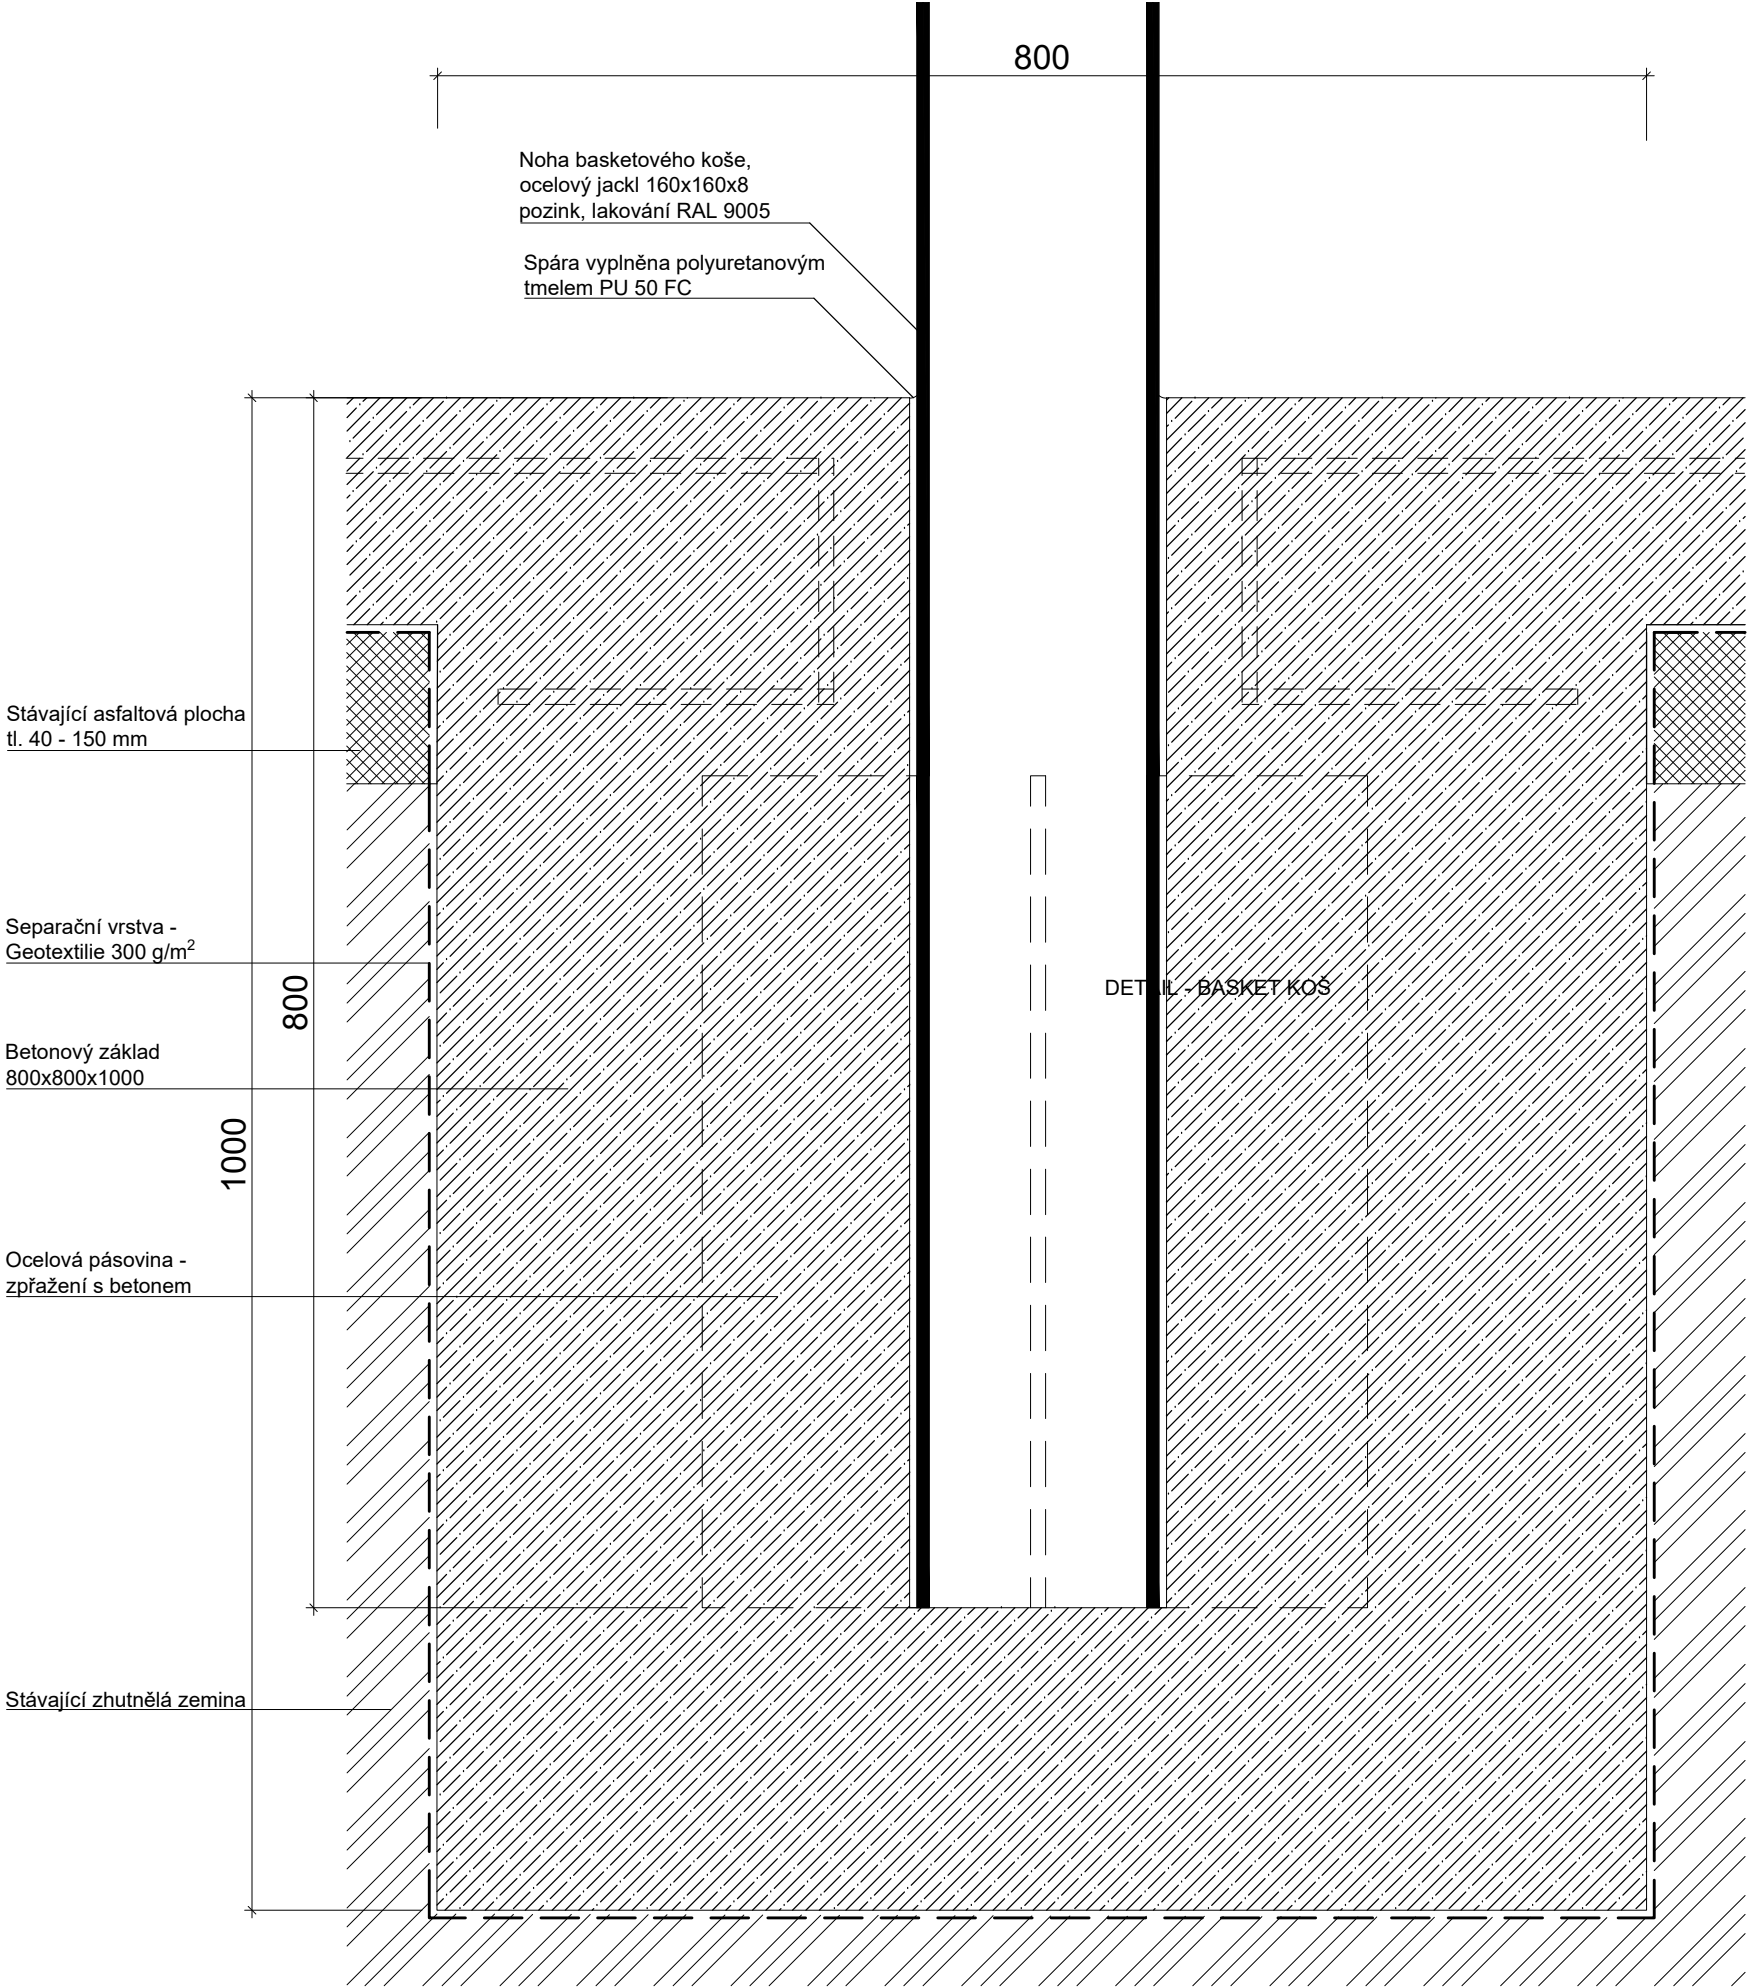 800
Noha basketového koše,
ocelový jackl 160x160x8
pozink, lakování RAL 9005
Spára vyplněna polyuretanovým
tmelem PU 50 FC
Stávající asfaltová plocha
tl. 40 - 150 mm
Separační vrstva -
Geotextilie 300 g/m²
800
DETAIL - BASKET KOŠ
Betonový základ
800x800x1000
1000
Ocelová pásovina -
zpřažení s betonem
Stávající zhutnělá zemina